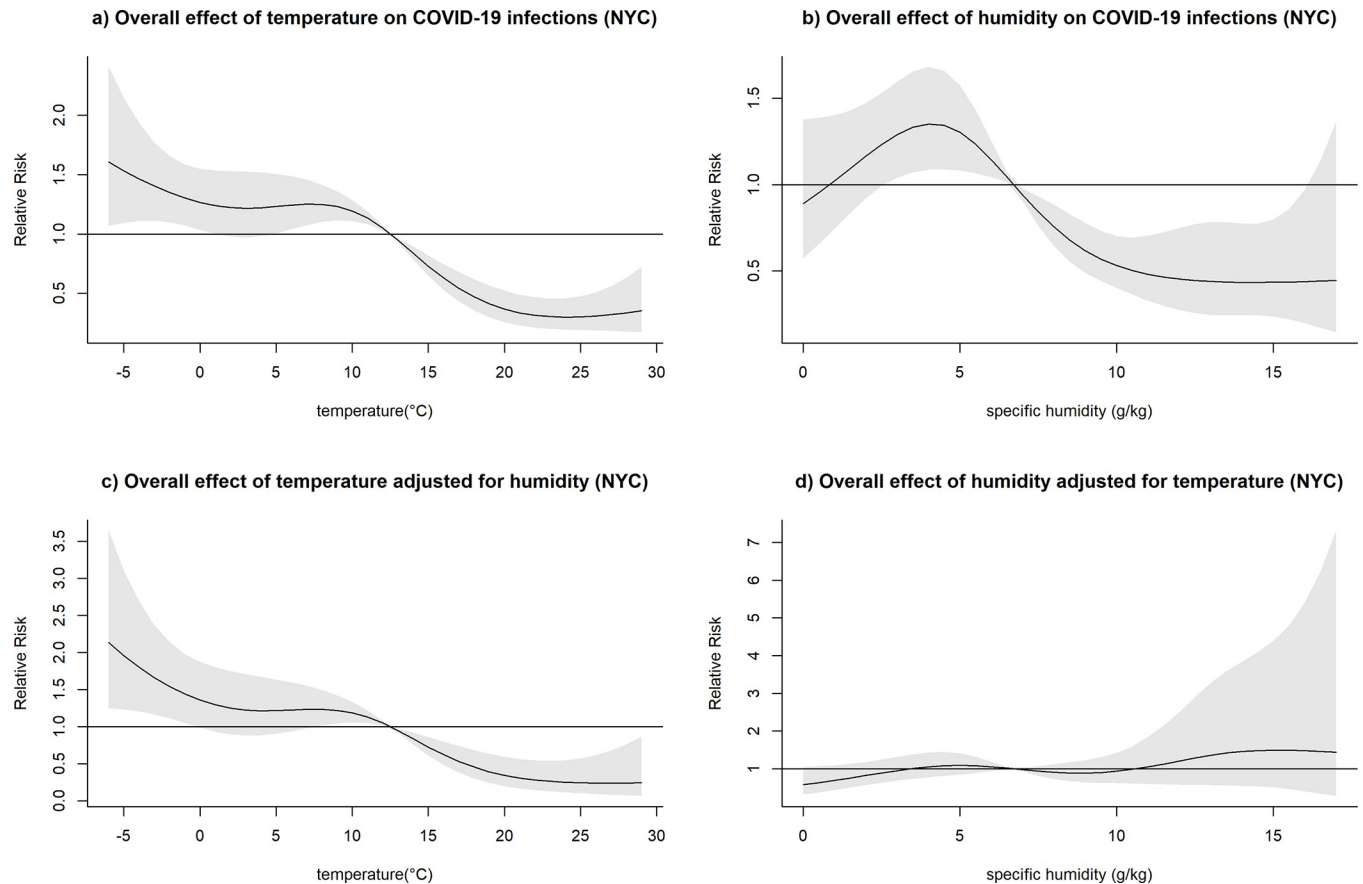 a) Overall effect of temperature on COVID-19 infections (NYC)
Relative Risk
2.0
1.5
1.0
0.5
-5 0 5 10 15 20 25 30
temperature(°C)
b) Overall effect of humidity on COVID-19 infections (NYC)
Relative Risk
1.5
1.0
0.5
0 5 10 15
specific humidity (g/kg)
c) Overall effect of temperature adjusted for humidity (NYC)
Relative Risk
3.5
3.0
2.5
2.0
1.5
1.0
0.5
0.0
-5 0 5 10 15 20 25 30
temperature(°C)
d) Overall effect of humidity adjusted for temperature (NYC)
Relative Risk
7
6
5
4
3
2
1
0 5 10 15
specific humidity (g/kg)